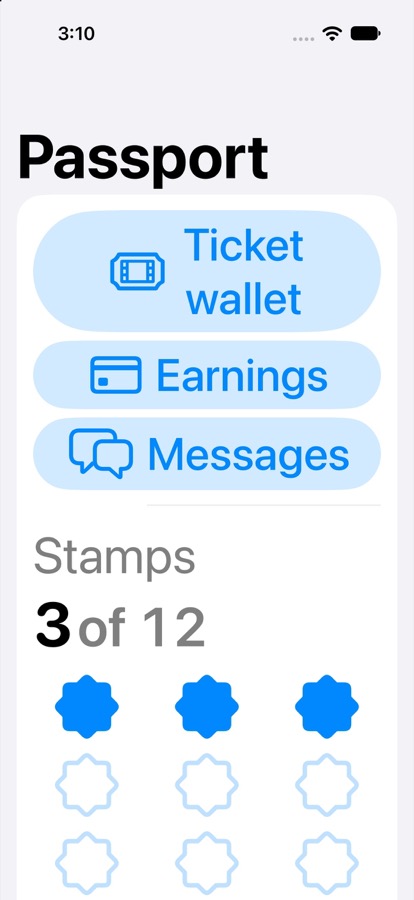 3:10
Passport
Ticket
wallet
Earnings
Messages
Stamps
3 of 12